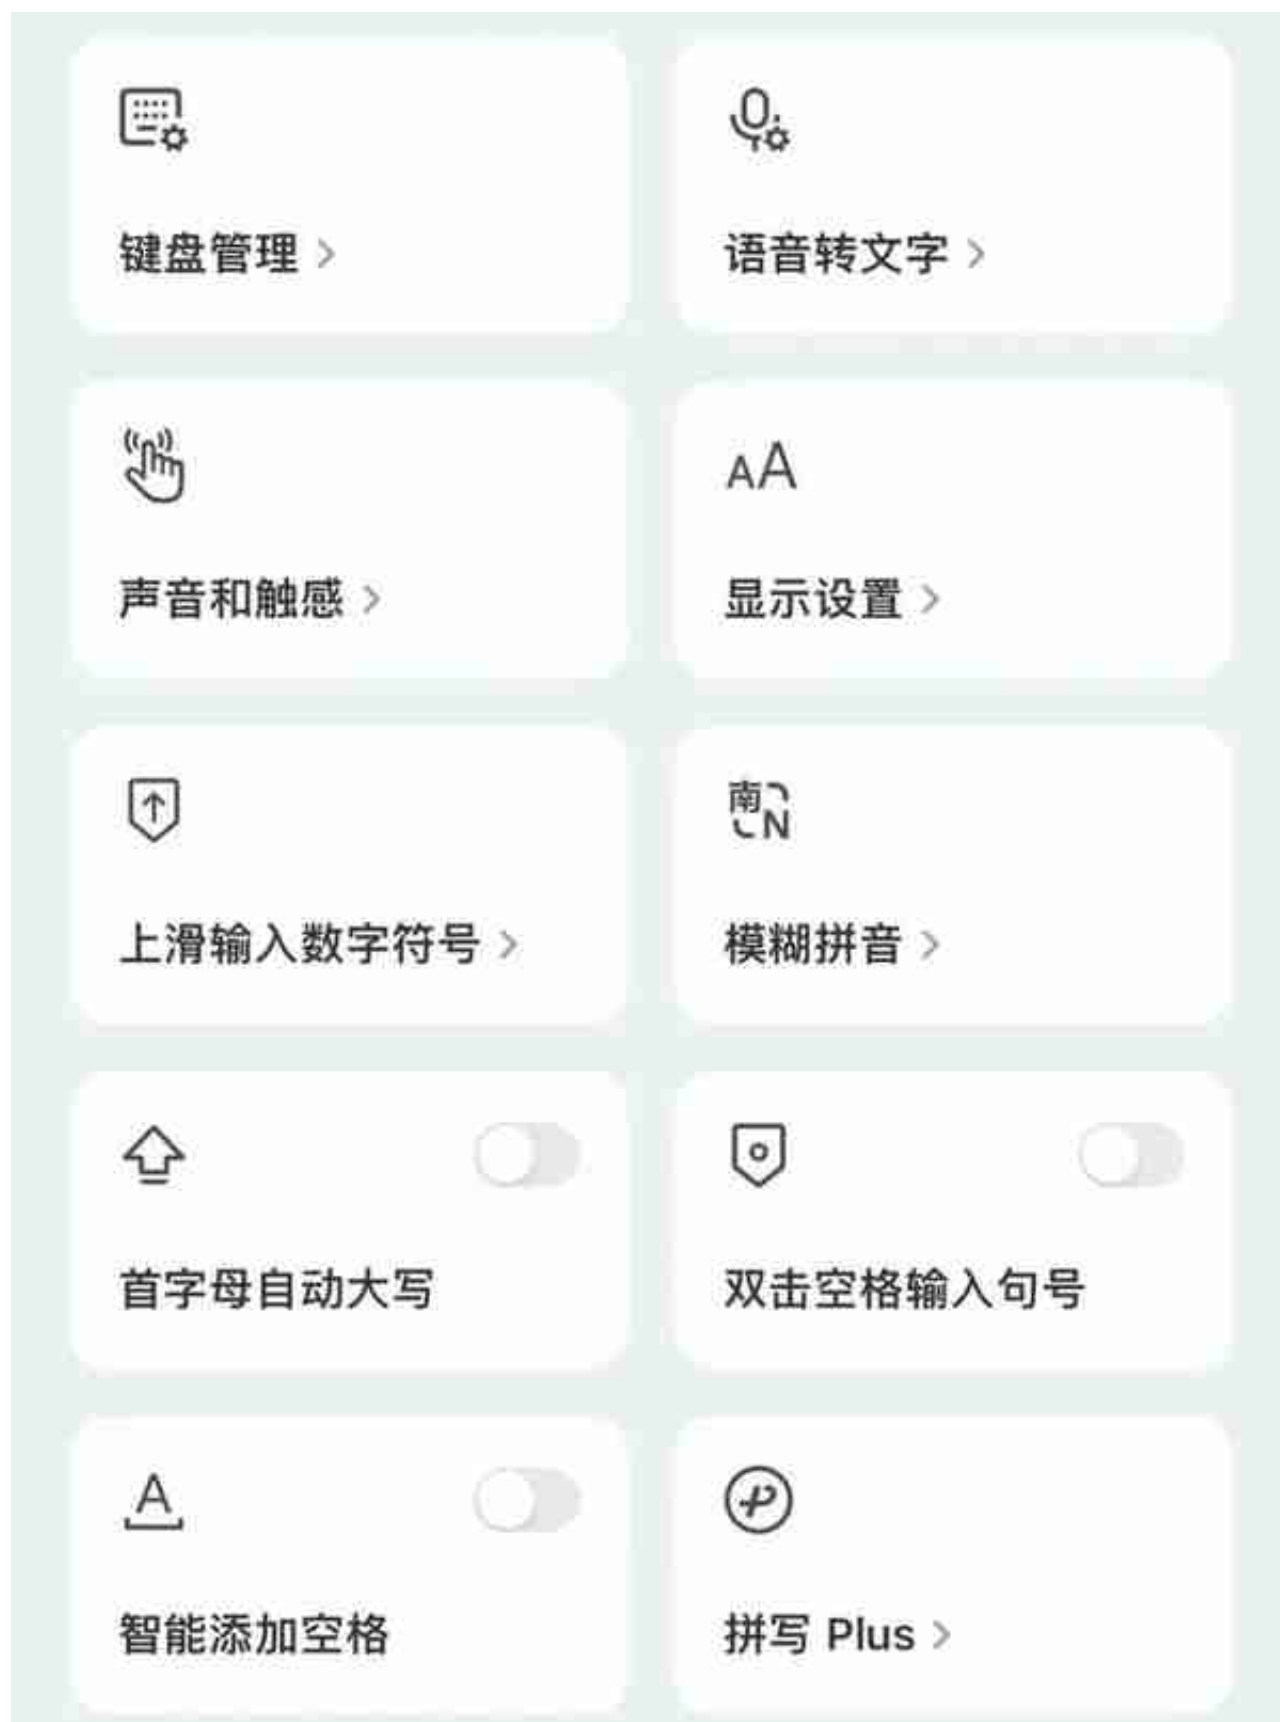 键盘管理
语音转文字
声音和触感
AA
显示设置
上滑输入数字符号
南
N
模糊拼音
首字母自动大写
双击空格输入句号
A
智能添加空格
拼写 Plus